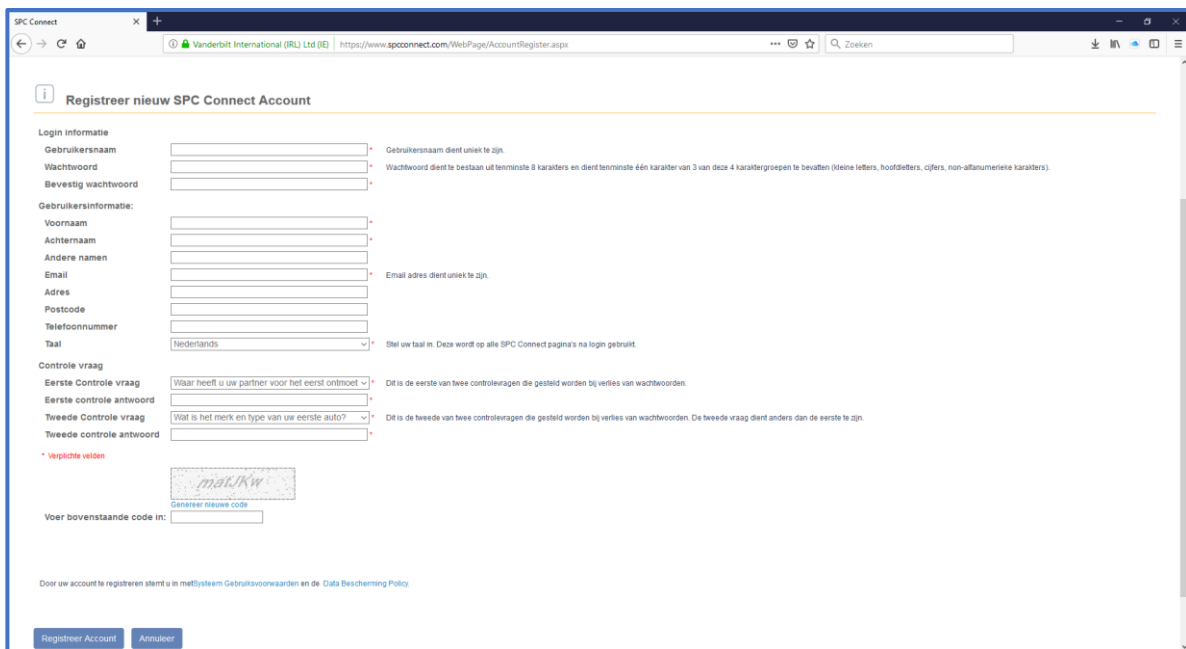 SPC Connect
Vanderbilt International (IRL) Ltd (IE) https://www.spcconnect.com/WebPage/AccountRegister.aspx Zoeken
Registreer nieuw SPC Connect Account
Login informatie
Gebruikersnaam * Gebruikersnaam dient uniek te zijn.
Wachtwoord * Wachtwoord dient te bestaan uit tenminste 8 karakters en dient tenminste één karakter van 3 van deze 4 karaktergroepen te bevatten (kleine letters, hoofdletters, cijfers, non-alfanumerieke karakters).
Bevestig wachtwoord *
Gebruikersinformatie:
Voornaam *
Achternaam *
Andere namen
Email * Email adres dient uniek te zijn.
Adres
Postcode
Telefoonnummer
Taal Nederlands * Stel uw taal in. Deze wordt op alle SPC Connect pagina's na login gebruikt.
Controle vraag
Eerste Controle vraag Waar heeft u uw partner voor het eerst ontmoet * Dit is de eerste van twee controlevragen die gesteld worden bij verlies van wachtwoorden.
Eerste controle antwoord *
Tweede Controle vraag Wat is het merk en type van uw eerste auto? * Dit is de tweede van twee controlevragen die gesteld worden bij verlies van wachtwoorden. De tweede vraag dient anders dan de eerste te zijn.
Tweede controle antwoord *
* Verplichte velden
matJKw
Genereer nieuwe code
Voer bovenstaande code in:
Door uw account te registreren stemt u in metSysteem Gebruiksvoorwaarden en de Data Bescherming Policy.
Registreer Account Annuleer